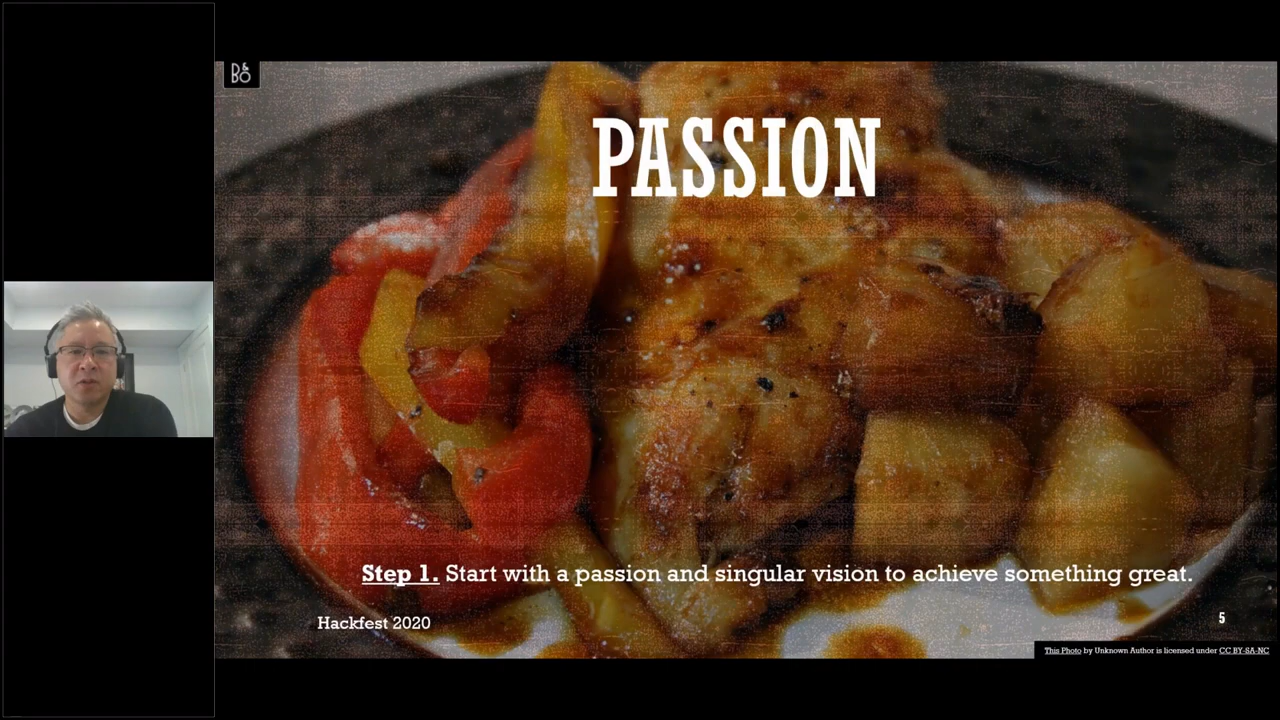 B&O
PASSION
Step 1. Start with a passion and singular vision to achieve something great.
Hackfest 2020
5
This Photo by Unknown Author is licensed under CC BY-SA-NC